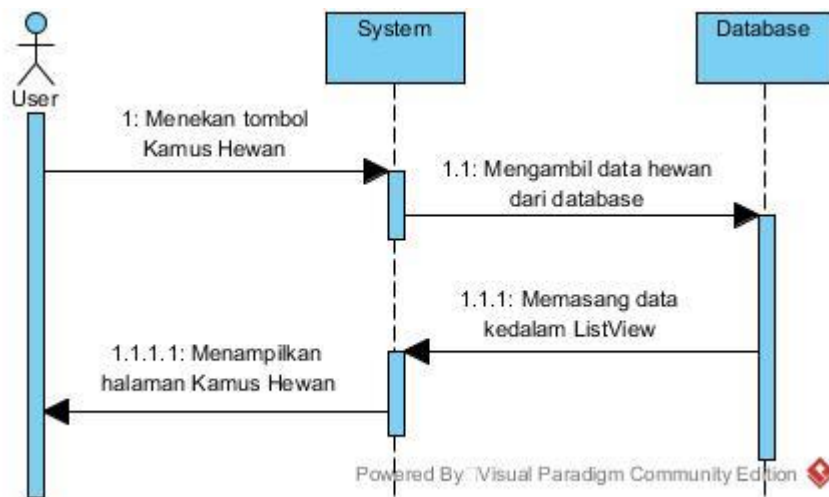 System
Database
User
1: Menekan tombol
Kamus Hewan
1.1: Mengambil data hewan
dari database
1.1.1: Memasang data
kedalam ListView
1.1.1.1: Menampilkan
halaman Kamus Hewan
Powered By Visual Paradigm Community Edition